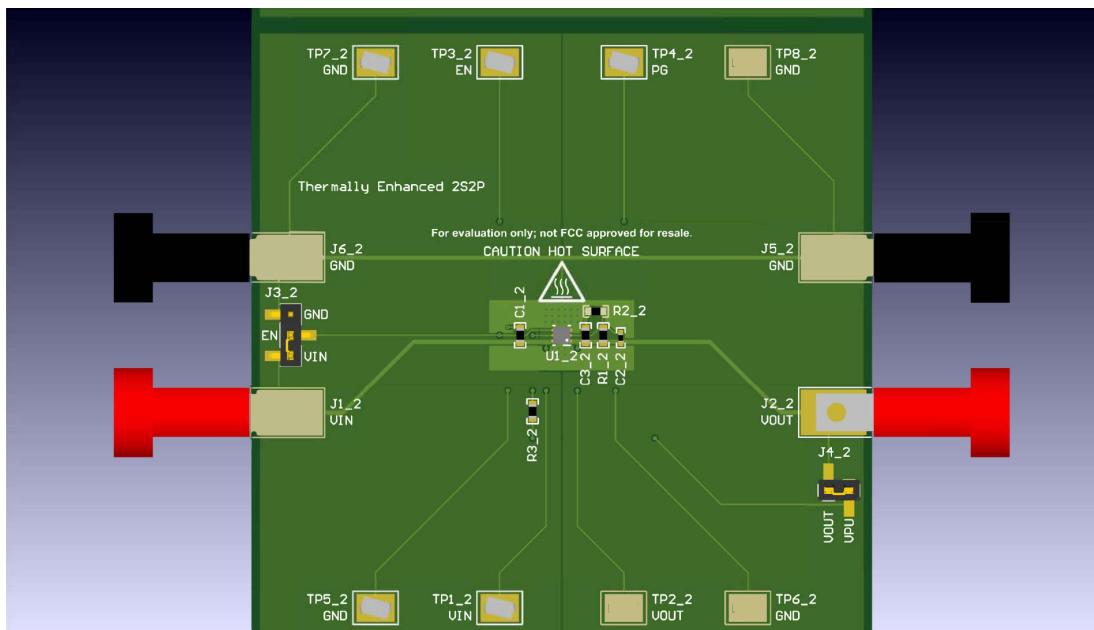 TP7_2
GND
TP3_2
EN
TP4_2
PG
TP8_2
GND
Thermally Enhanced 2S2P
For evaluation only; not FCC approved for resale.
CAUTION HOT SURFACE
J6_2
GND
J5_2
GND
J3_2
GND
EN
VIN
C1_2
U1_2
R2_2
C3_2
R1_2
C2_2
J1_2
VIN
J2_2
VOUT
R3_2
J4_2
VOUT
VPU
TP5_2
GND
TP1_2
VIN
TP2_2
VOUT
TP6_2
GND